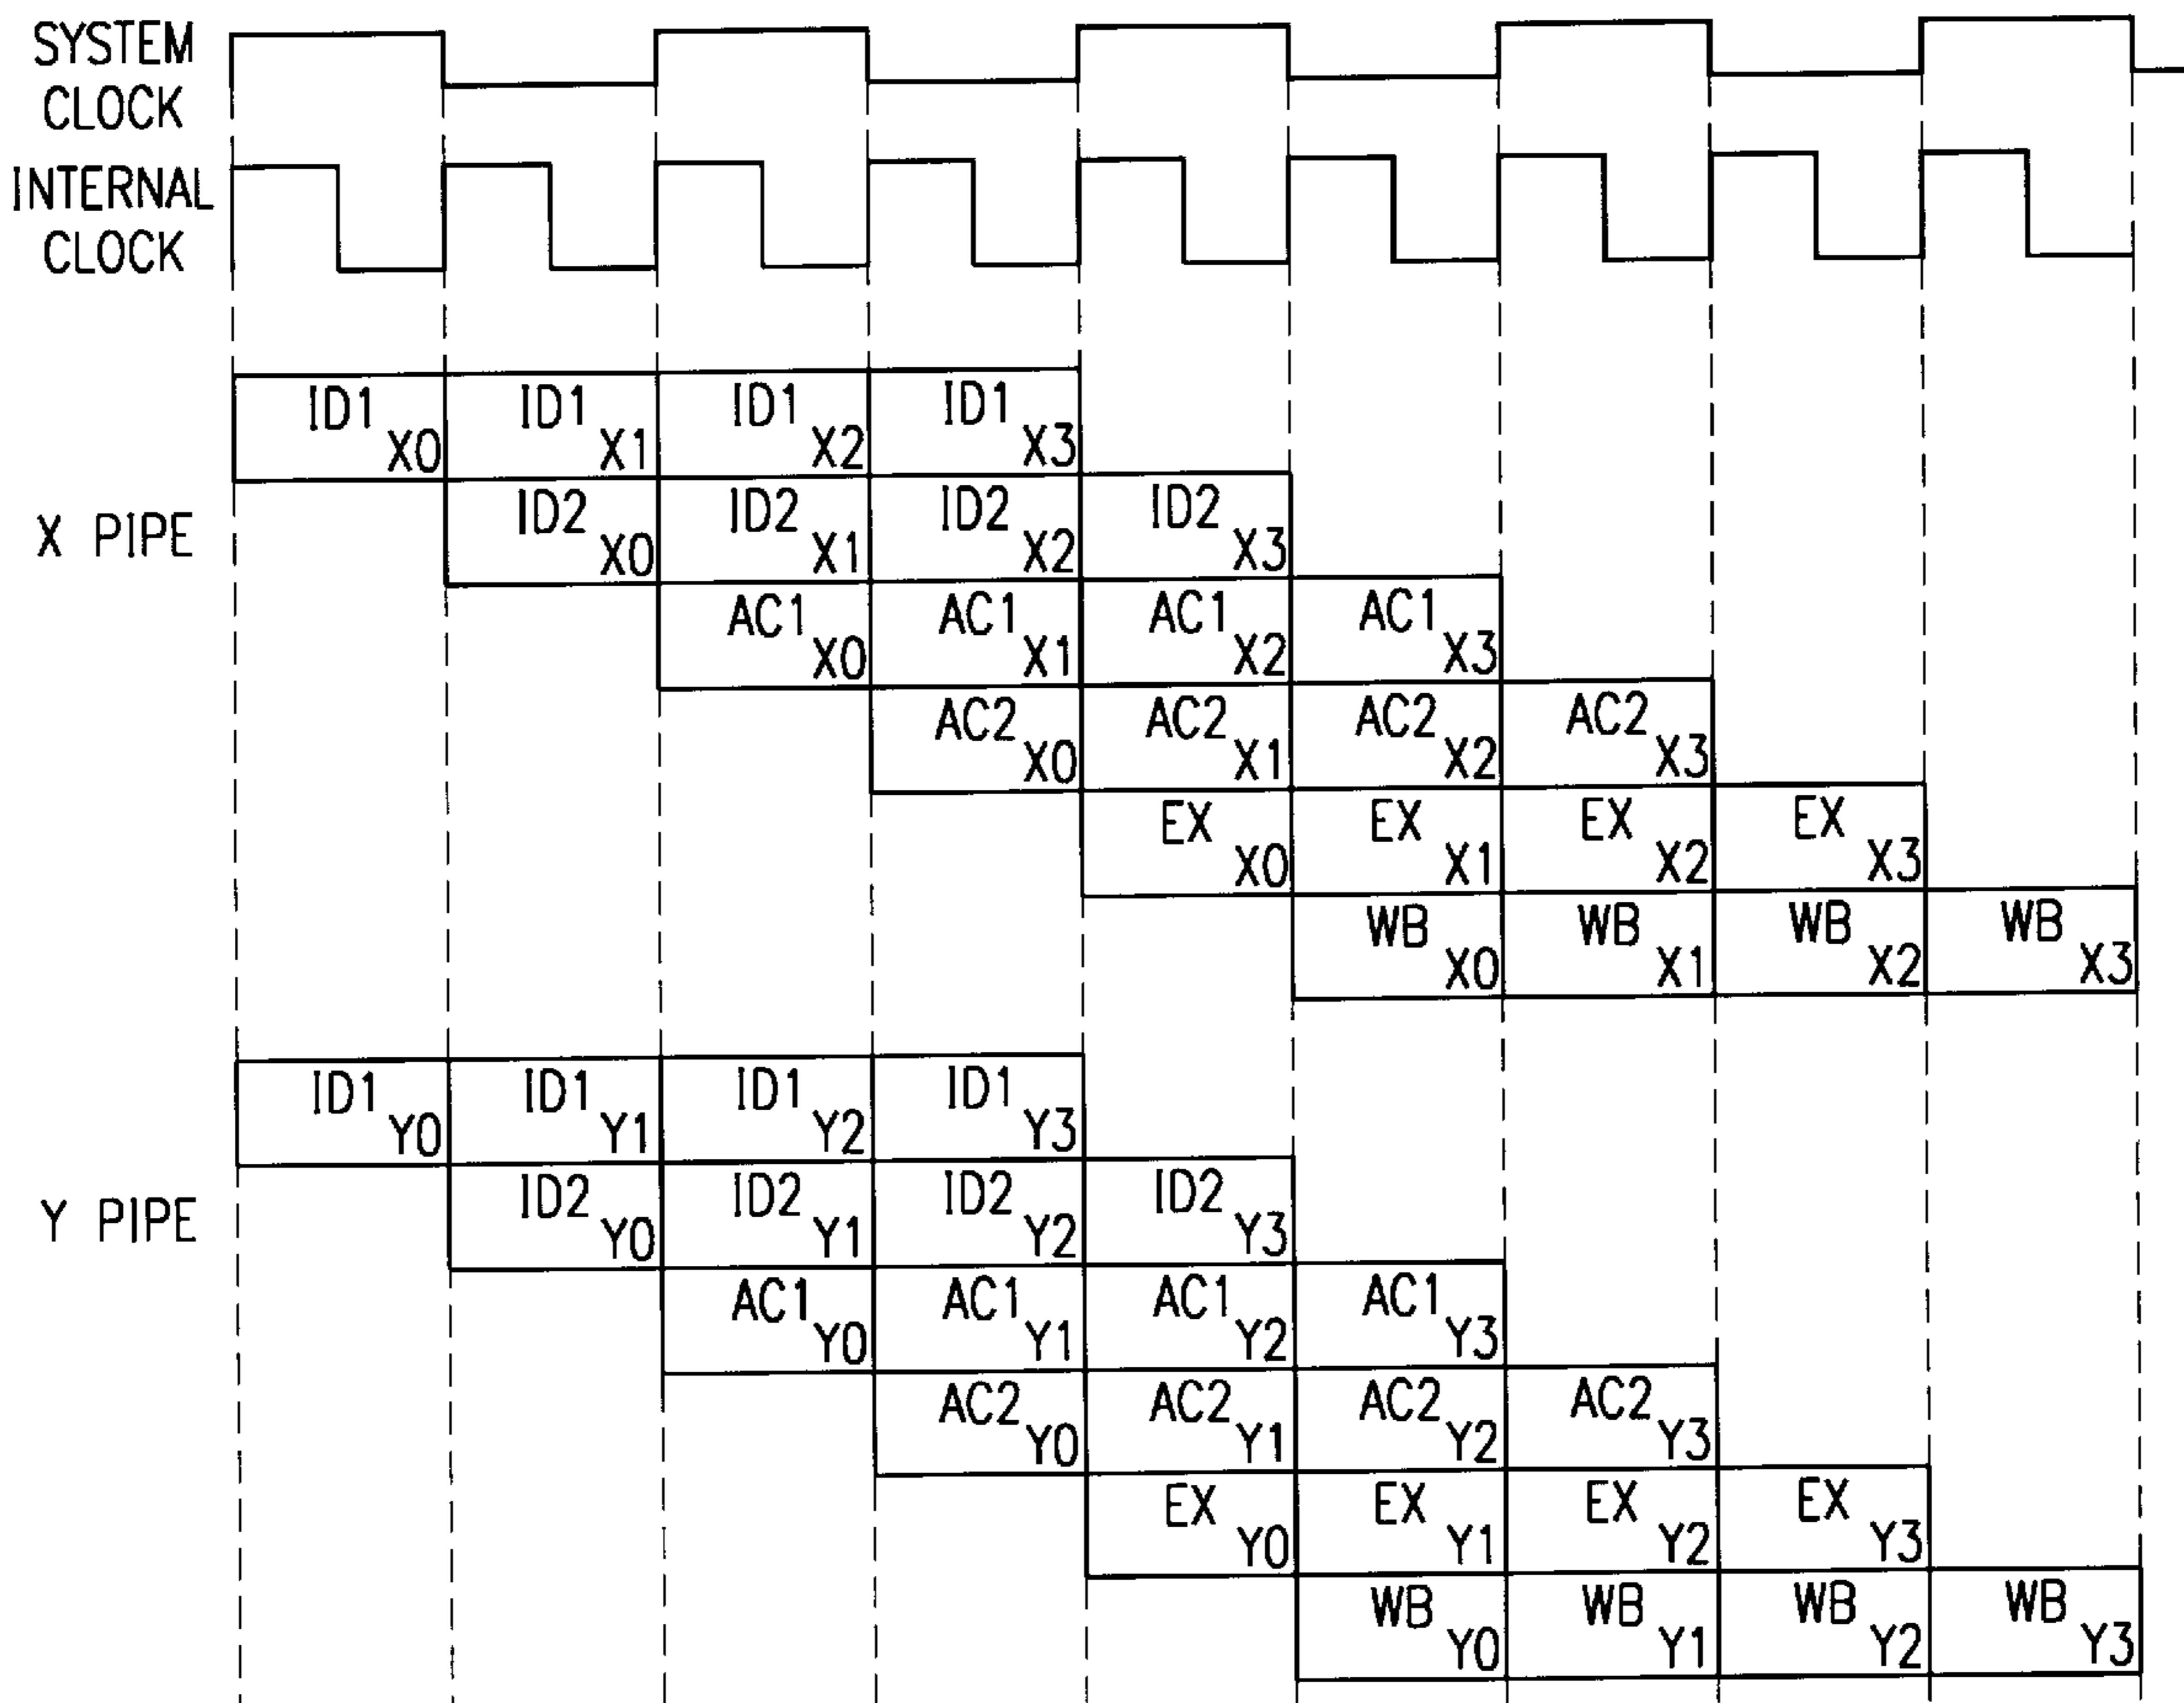 SYSTEM
CLOCK
INTERNAL
CLOCK
ID1 X0 ID1 X1 ID1 X2 ID1 X3
X PIPE
ID2 X0 ID2 X1 ID2 X2 ID2 X3
AC1 X0 AC1 X1 AC1 X2 AC1 X3
AC2 X0 AC2 X1 AC2 X2 AC2 X3
EX X0 EX X1 EX X2 EX X3
WB X0 WB X1 WB X2 WB X3
ID1 Y0 ID1 Y1 ID1 Y2 ID1 Y3
Y PIPE
ID2 Y0 ID2 Y1 ID2 Y2 ID2 Y3
AC1 Y0 AC1 Y1 AC1 Y2 AC1 Y3
AC2 Y0 AC2 Y1 AC2 Y2 AC2 Y3
EX Y0 EX Y1 EX Y2 EX Y3
WB Y0 WB Y1 WB Y2 WB Y3